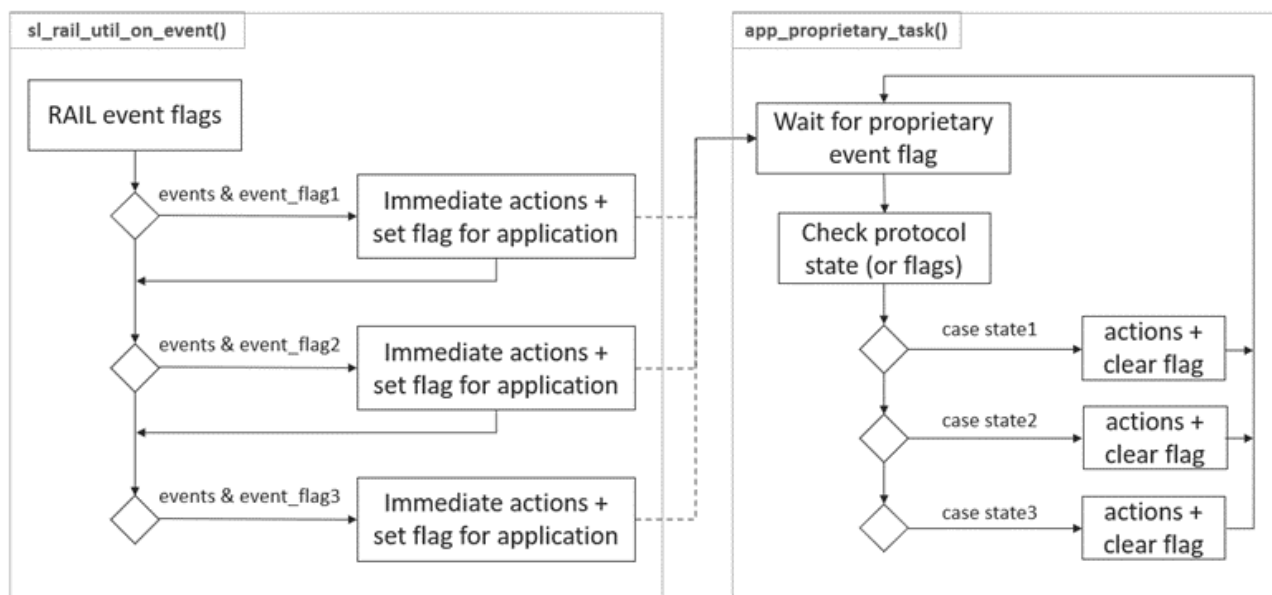 sl_rail_util_on_event()
RAIL event flags
events & event_flag1
Immediate actions +
set flag for application
events & event_flag2
Immediate actions +
set flag for application
events & event_flag3
Immediate actions +
set flag for application
app_proprietary_task()
Wait for proprietary
event flag
Check protocol
state (or flags)
case state1
actions +
clear flag
case state2
actions +
clear flag
case state3
actions +
clear flag